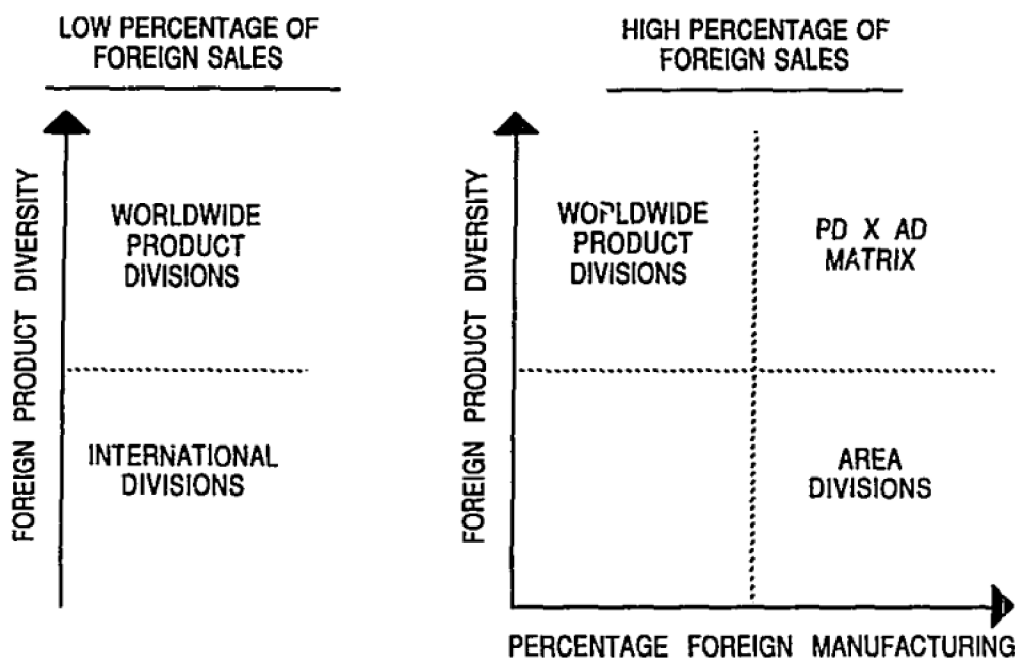 LOW PERCENTAGE OF
FOREIGN SALES
FOREIGN PRODUCT DIVERSITY
WORLDWIDE
PRODUCT
DIVISIONS
INTERNATIONAL
DIVISIONS
HIGH PERCENTAGE OF
FOREIGN SALES
FOREIGN PRODUCT DIVERSITY
WORLDWIDE
PRODUCT
DIVISIONS
PD X AD
MATRIX
AREA
DIVISIONS
PERCENTAGE FOREIGN MANUFACTURING